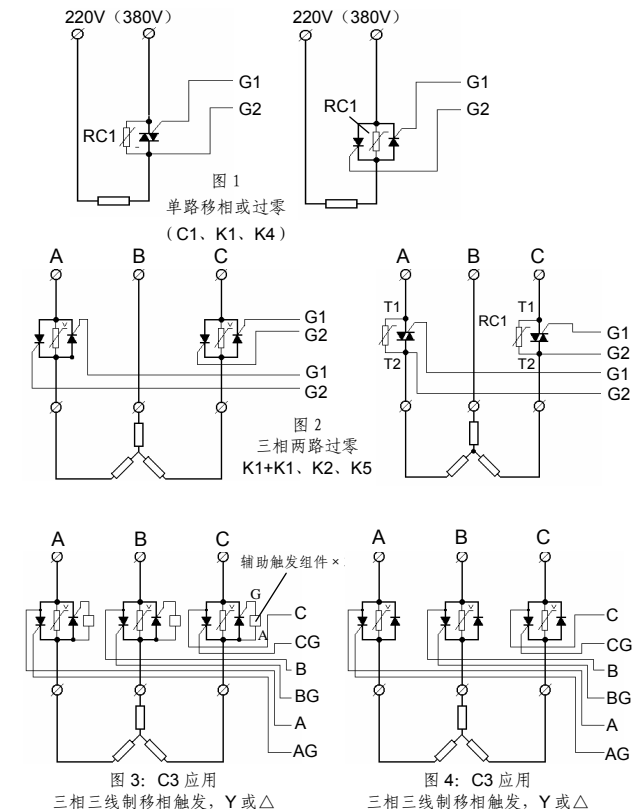 220V（380V）
220V（380V）
G1
G2
RC1
G1
G2
RC1
图 1
单路移相或过零
（C1、K1、K4）
A B C
G1
G2
G1
G2
A B C
T1
RC1
T1
T2
T2
G1
G2
G1
G2
图 2
三相两路过零
K1+K1、K2、K5
A B C
辅助触发组件×
G
A
C
CG
B
BG
A
AG
图 3： C3 应用
三相三线制移相触发，Y 或△
A B C
C
CG
B
BG
A
AG
图 4： C3 应用
三相三线制移相触发，Y 或△